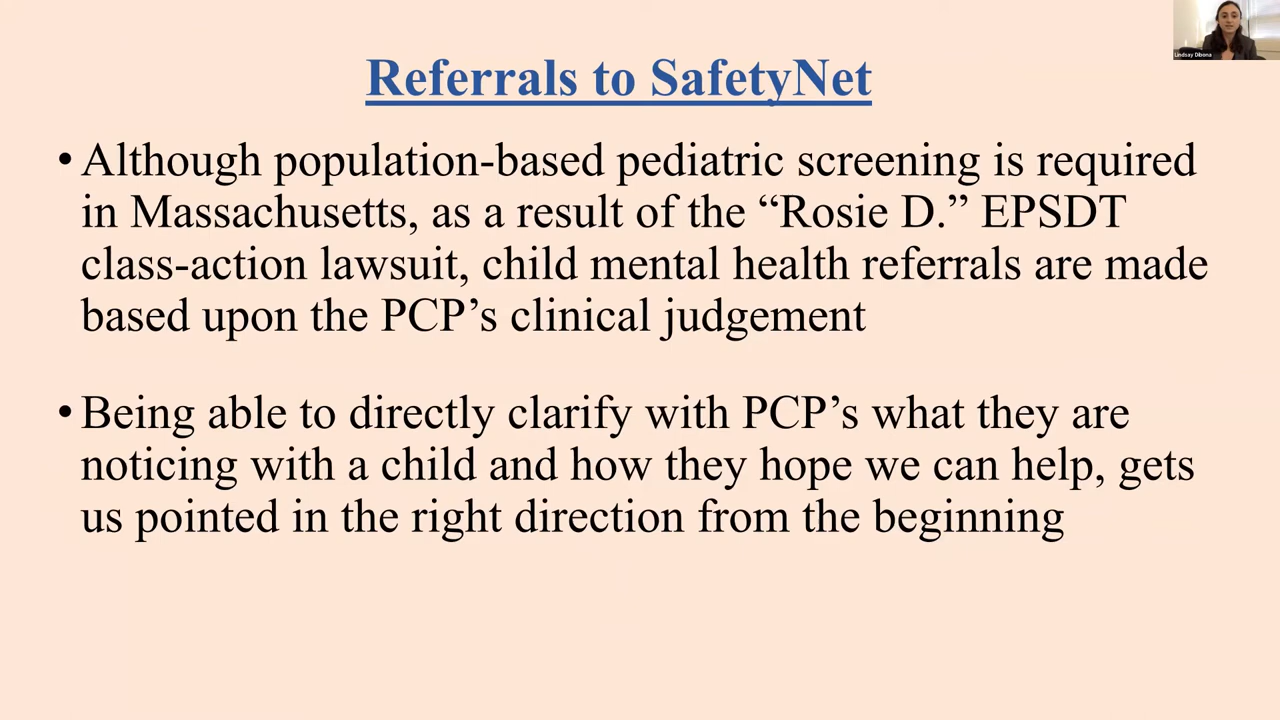 Lindsay Dibona
Referrals to SafetyNet
• Although population-based pediatric screening is required
in Massachusetts, as a result of the “Rosie D.” EPSDT
class-action lawsuit, child mental health referrals are made
based upon the PCP’s clinical judgement
• Being able to directly clarify with PCP’s what they are
noticing with a child and how they hope we can help, gets
us pointed in the right direction from the beginning